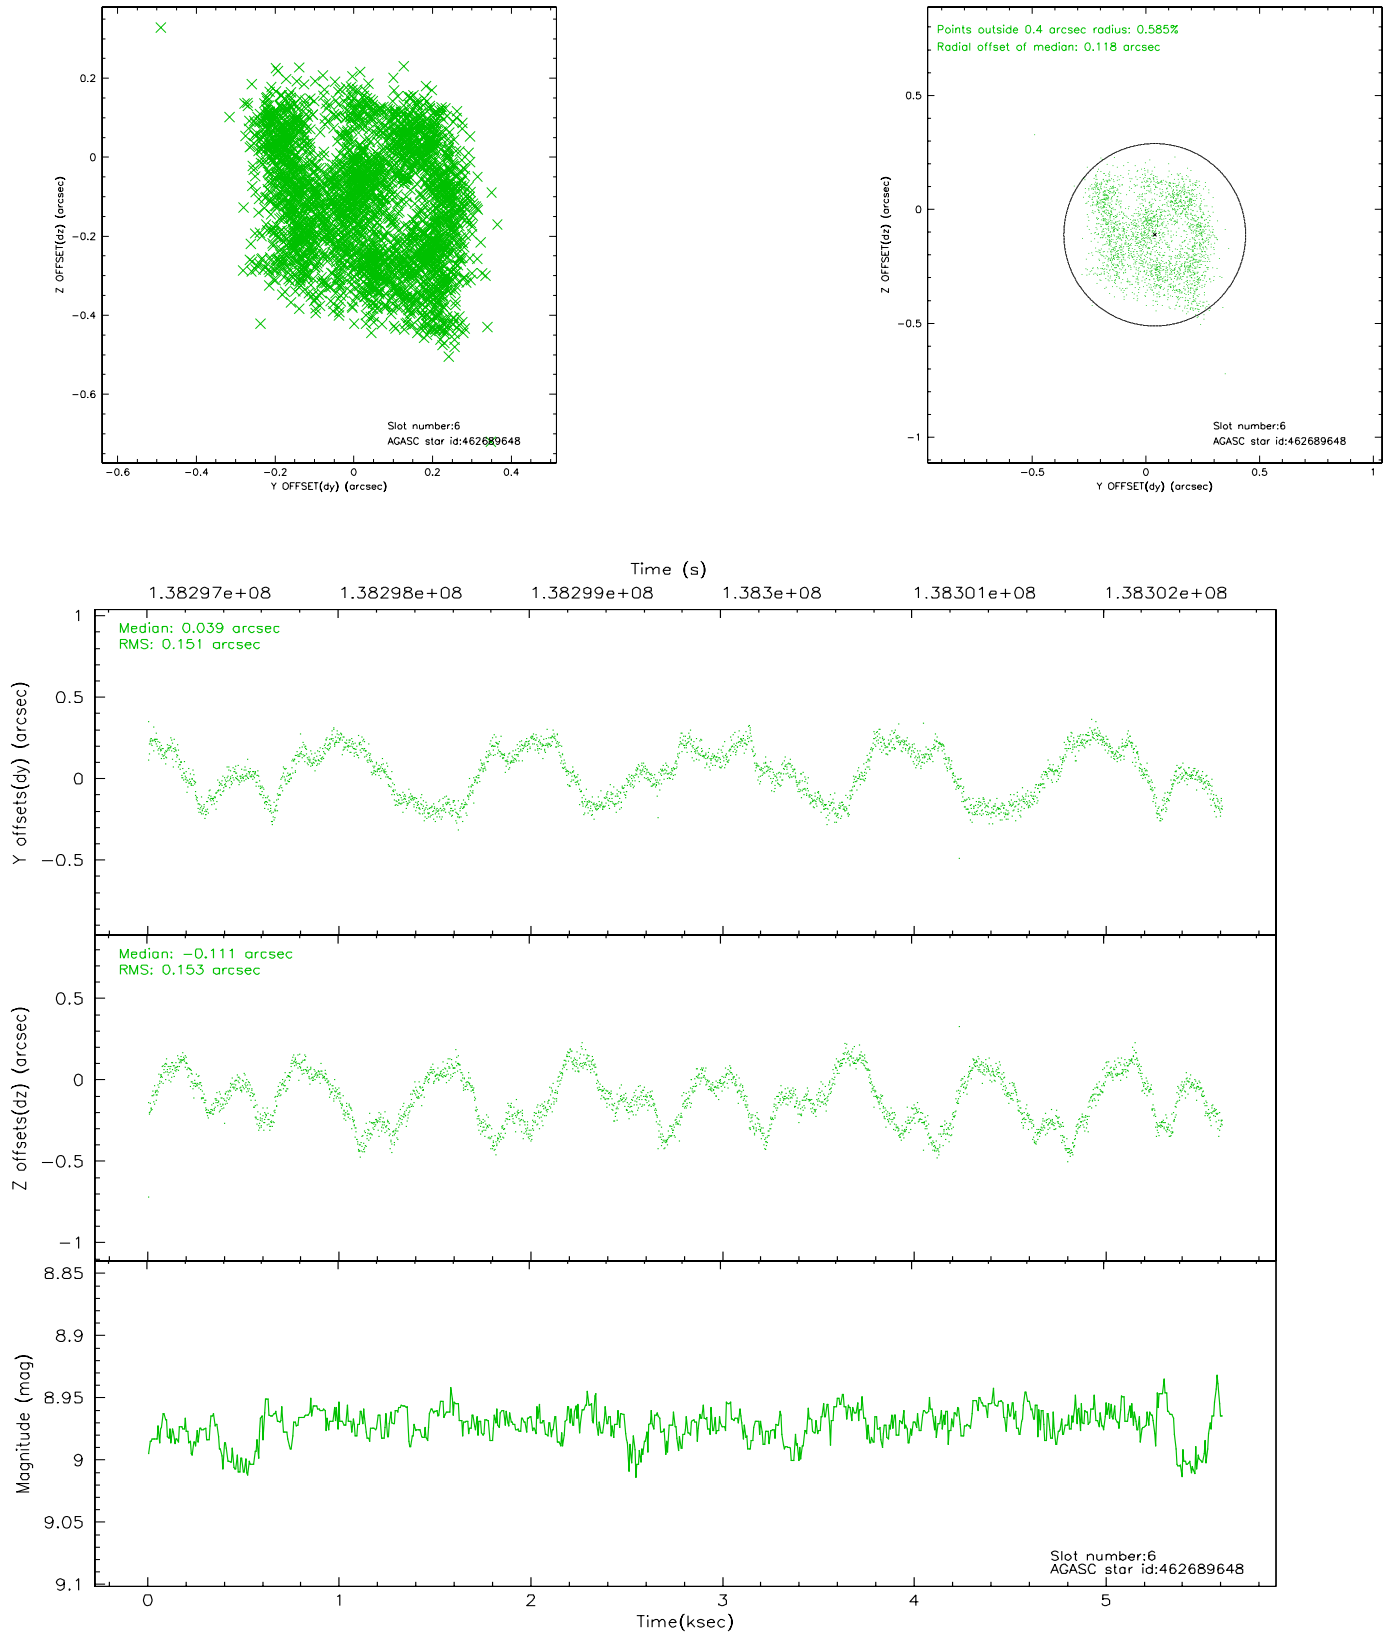 0.2
0
−0.2
−0.4
−0.6
Z OFFSET(dz) (arcsec)
Slot number:6
AGASC star id:462689648
−0.6 −0.4 −0.2 0 0.2 0.4
Y OFFSET(dy) (arcsec)
Points outside 0.4 arcsec radius: 0.585%
Radial offset of median: 0.118 arcsec
0.5
0
−0.5
−1
Z OFFSET(dz) (arcsec)
Slot number:6
AGASC star id:462689648
−0.5 0 0.5 1
Y OFFSET(dy) (arcsec)
Time (s)
1.38297e+08 1.38298e+08 1.38299e+08 1.383e+08 1.38301e+08 1.38302e+08
Median: 0.039 arcsec
RMS: 0.151 arcsec
1
0.5
0
−0.5
Y offsets(dy) (arcsec)
Median: −0.111 arcsec
RMS: 0.153 arcsec
0.5
0
−0.5
−1
Z offsets(dz) (arcsec)
8.85
8.9
8.95
9
9.05
9.1
Magnitude (mag)
Slot number:6
AGASC star id:462689648
0 1 2 3 4 5
Time(ksec)